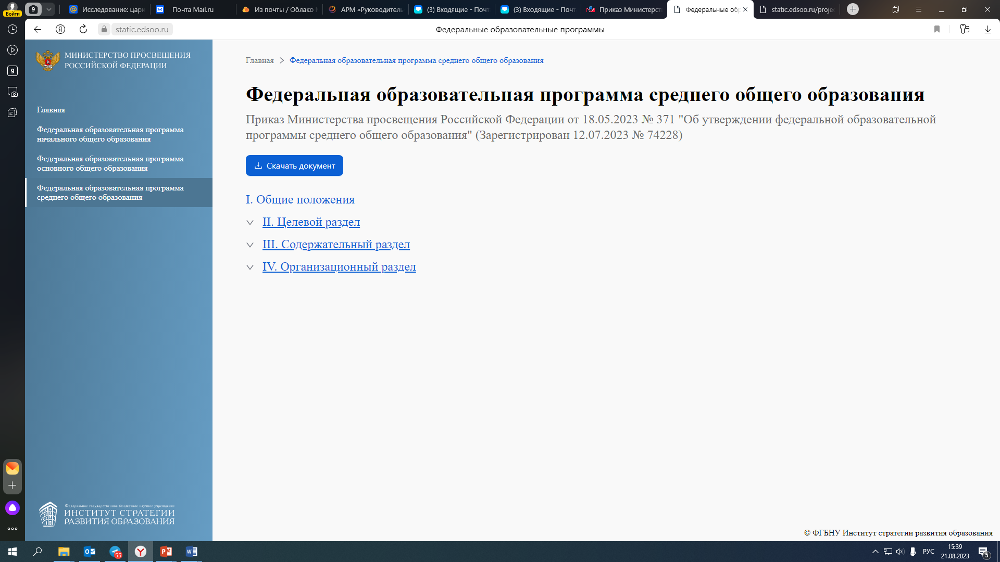 9
Исследование: цари
Почта Mail.ru
Из почты / Облако
АРМ «Руководитель
(3) Входящие - Почт
(3) Входящие - Почт
Приказ Министерст
Федеральные обр
static.edsoo.ru/proje
Войти
Я
static.edsoo.ru
Федеральные образовательные программы
9
МИНИСТЕРСТВО ПРОСВЕЩЕНИЯ
РОССИЙСКОЙ ФЕДЕРАЦИИ
Главная
Федеральная образовательная программа
начального общего образования
Федеральная образовательная программа
основного общего образования
Федеральная образовательная программа
среднего общего образования
Федеральное государственное бюджетное научное учреждение
ИНСТИТУТ СТРАТЕГИИ
РАЗВИТИЯ ОБРАЗОВАНИЯ
Главная > Федеральная образовательная программа среднего общего образования
Федеральная образовательная программа среднего общего образования
Приказ Министерства просвещения Российской Федерации от 18.05.2023 № 371 "Об утверждении федеральной образовательной
программы среднего общего образования" (Зарегистрирован 12.07.2023 № 74228)
Скачать документ
I. Общие положения
II. Целевой раздел
III. Содержательный раздел
IV. Организационный раздел
© ФГБНУ Институт стратегии развития образования
56
РУС
15:39
21.08.2023
5